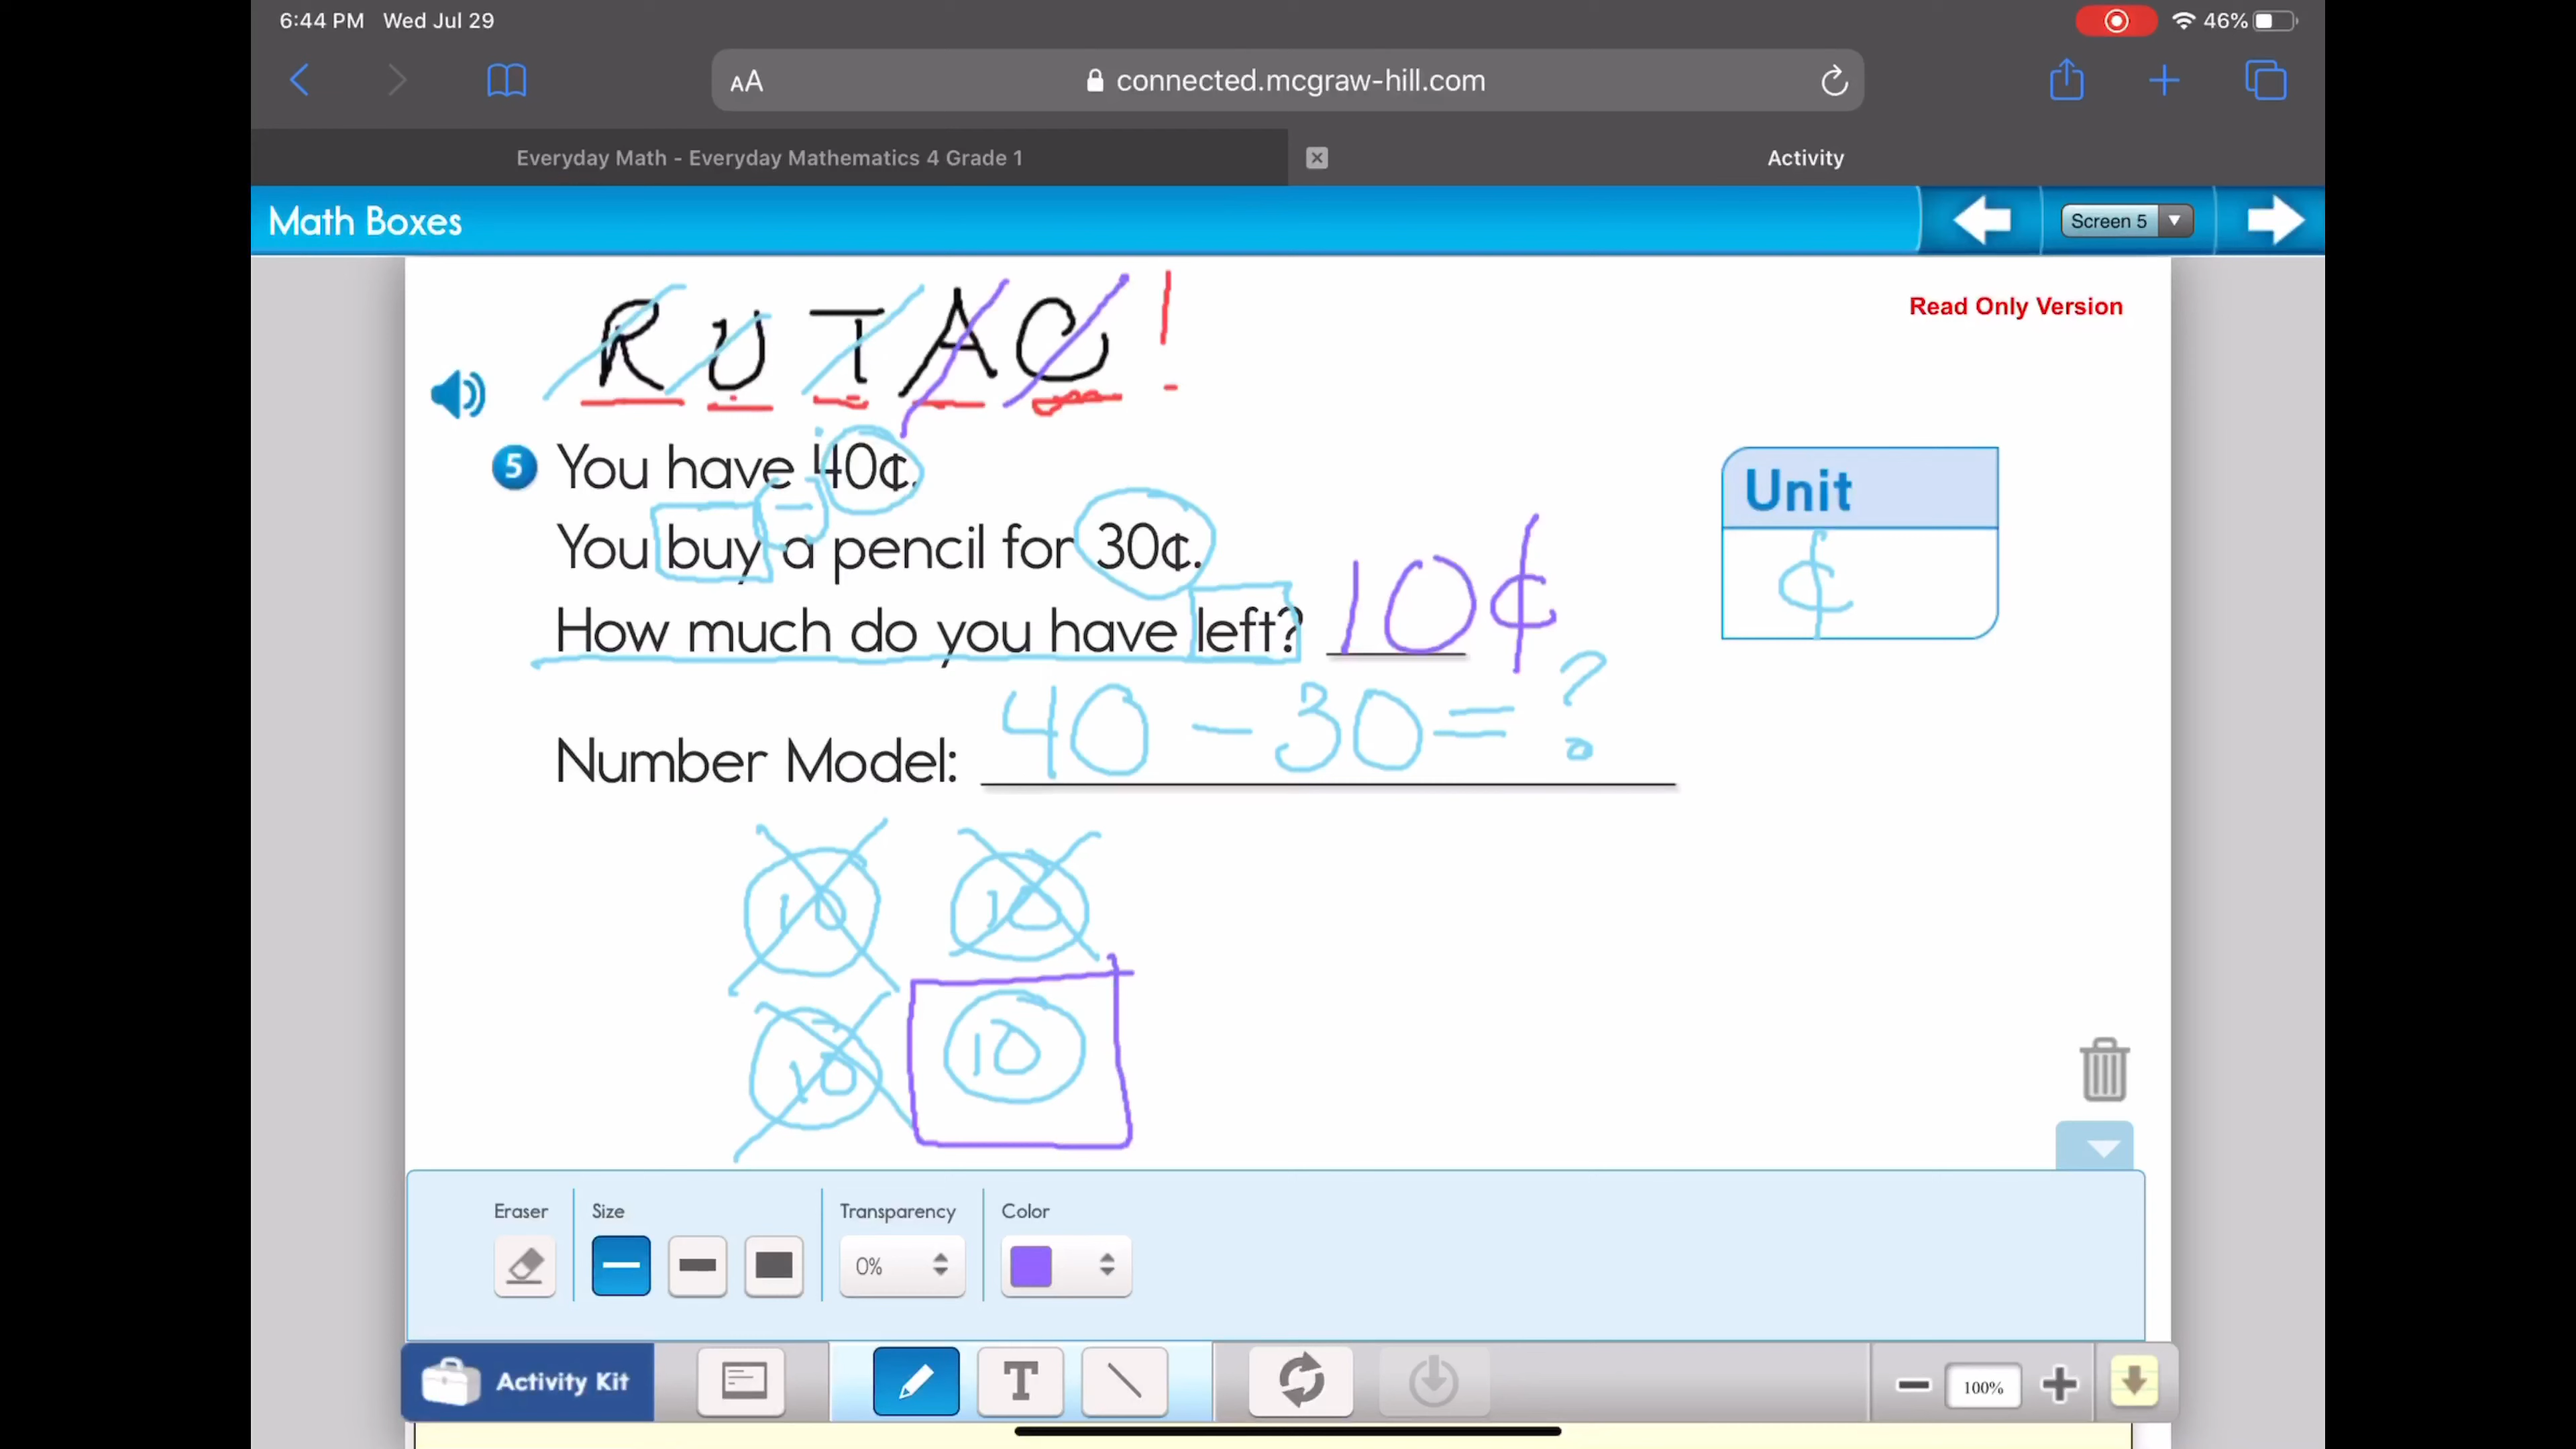 6:44 PM Wed Jul 29
46%
AA connected.mcgraw-hill.com
Everyday Math - Everyday Mathematics 4 Grade 1
Activity
Math Boxes
Screen 5
Read Only Version
RUTAC!
5 You have 40¢.
−
You buy a pencil for 30¢.
How much do you have left? 10¢
Unit
¢
Number Model: 40 − 30 = ?
10 10
10 10
Eraser Size Transparency Color
0%
Activity Kit
T
100%